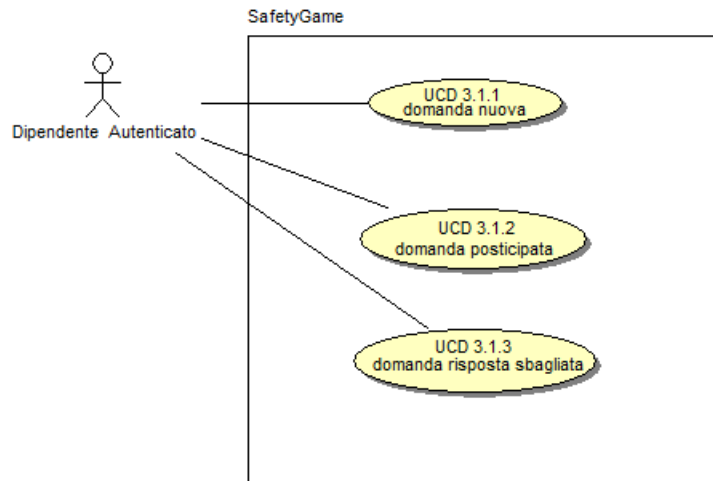 SafetyGame
UCD 3.1.1
domanda nuova
Dipendente Autenticato
UCD 3.1.2
domanda posticipata
UCD 3.1.3
domanda risposta sbagliata